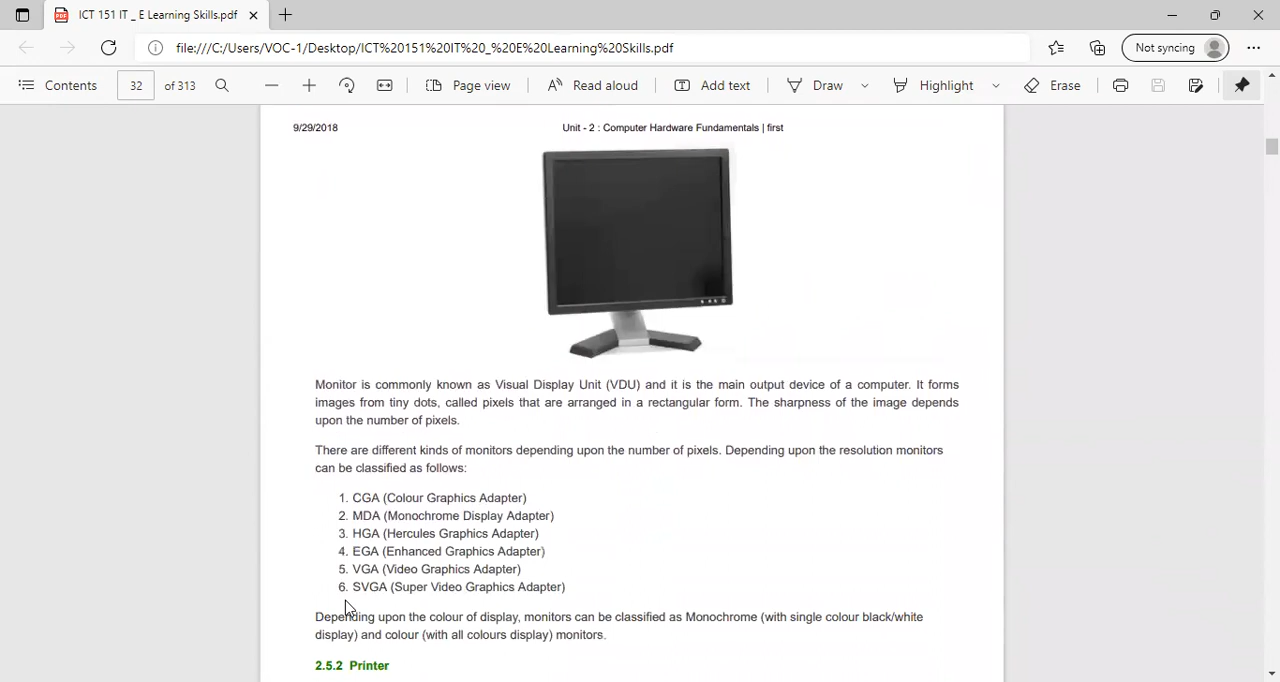 ICT 151 IT _ E Learning Skills.pdf
file:///C:/Users/VOC-1/Desktop/ICT%20151%20IT%20_%20E%20Learning%20Skills.pdf
Not syncing
Contents
32 of 313
Page view
Read aloud
Add text
Draw
Highlight
Erase
9/29/2018
Unit - 2 : Computer Hardware Fundamentals | first
Monitor is commonly known as Visual Display Unit (VDU) and it is the main output device of a computer. It forms
images from tiny dots, called pixels that are arranged in a rectangular form. The sharpness of the image depends
upon the number of pixels.
There are different kinds of monitors depending upon the number of pixels. Depending upon the resolution monitors
can be classified as follows:
1. CGA (Colour Graphics Adapter)
2. MDA (Monochrome Display Adapter)
3. HGA (Hercules Graphics Adapter)
4. EGA (Enhanced Graphics Adapter)
5. VGA (Video Graphics Adapter)
6. SVGA (Super Video Graphics Adapter)
Depending upon the colour of display, monitors can be classified as Monochrome (with single colour black/white
display) and colour (with all colours display) monitors.
2.5.2 Printer